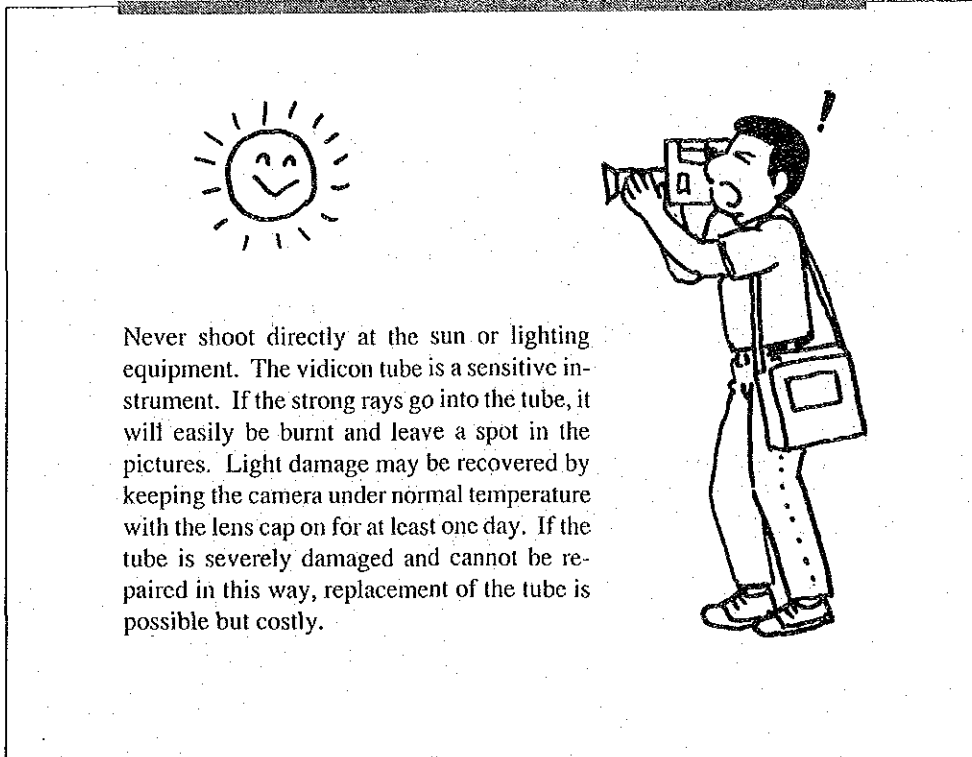 !
Never shoot directly at the sun or lighting
equipment. The vidicon tube is a sensitive in-
strument. If the strong rays go into the tube, it
will easily be burnt and leave a spot in the
pictures. Light damage may be recovered by
keeping the camera under normal temperature
with the lens cap on for at least one day. If the
tube is severely damaged and cannot be re-
paired in this way, replacement of the tube is
possible but costly.